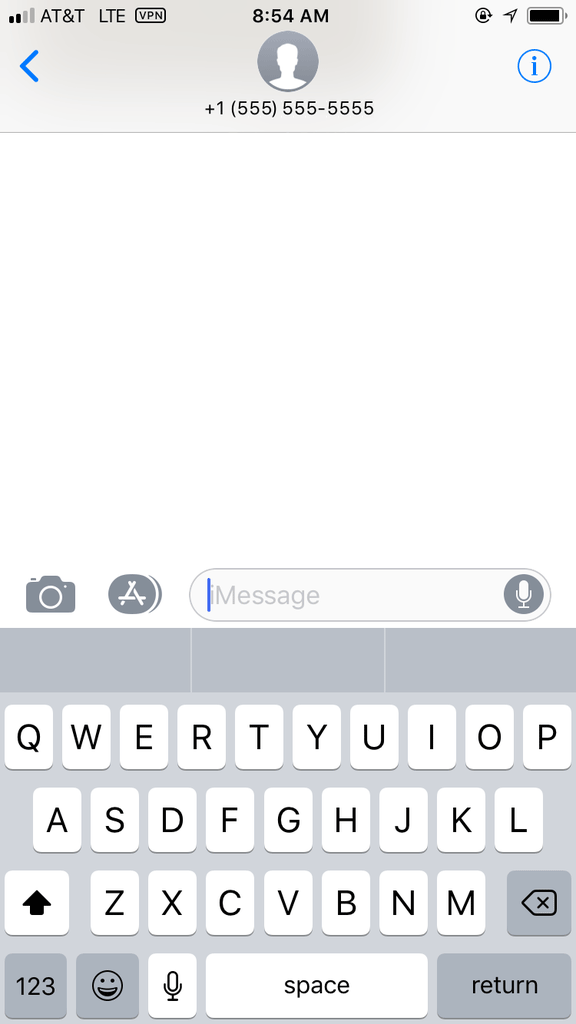 AT&T LTE VPN 8:54 AM
+1 (555) 555-5555
iMessage
Q W E R T Y U I O P
A S D F G H J K L
Z X C V B N M
123 space return